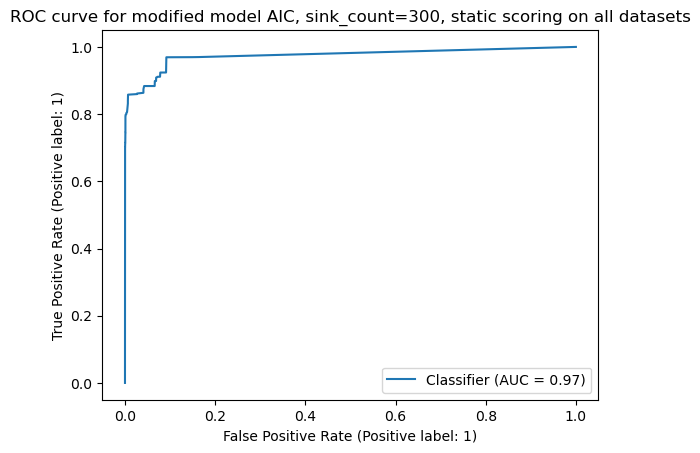 ROC curve for modified model AIC, sink_count=300, static scoring on all datasets
1.0
0.8
0.6
0.4
0.2
0.0
True Positive Rate (Positive label: 1)
Classifier (AUC = 0.97)
0.0 0.2 0.4 0.6 0.8 1.0
False Positive Rate (Positive label: 1)